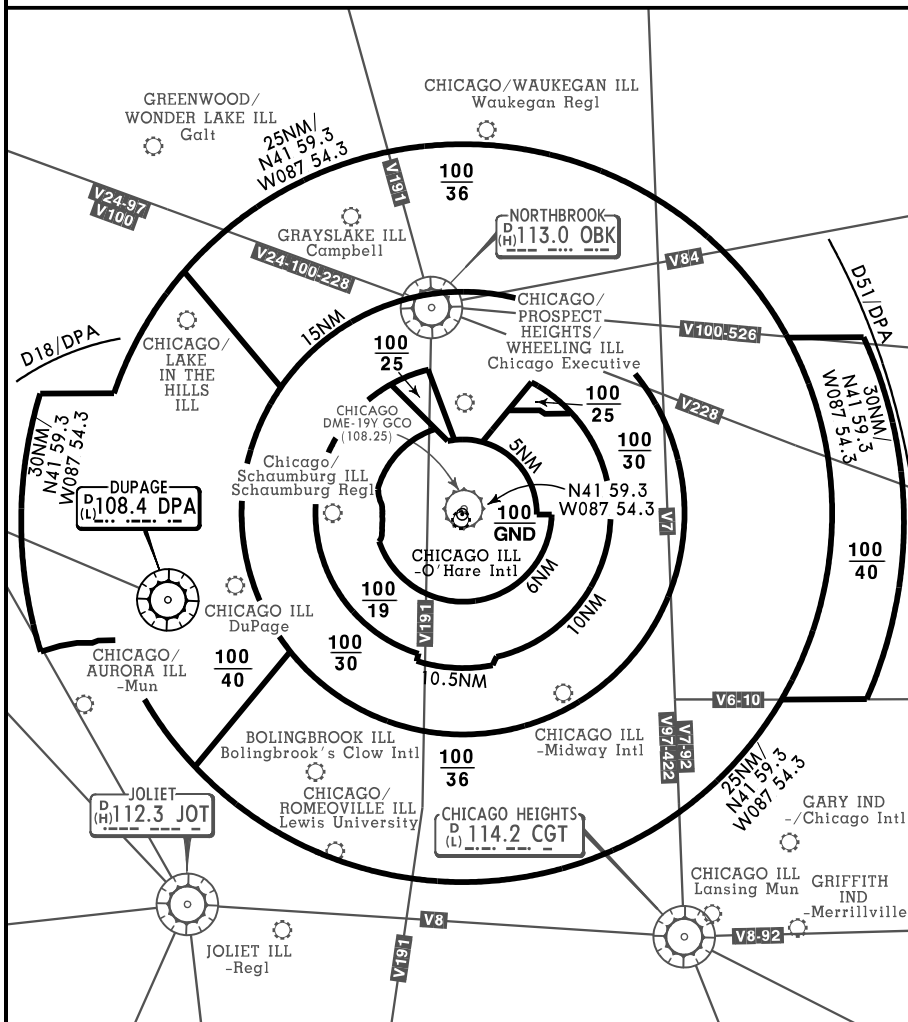 CHICAGO/WAUKEGAN ILL
Waukegan Regl
GREENWOOD/
WONDER LAKE ILL
Galt
25NM/
N41 59.3
W087 54.3
V191
100
36
V24-97
V100
NORTHBROOK
D
(H)
113.0 OBK
GRAYSLAKE ILL
Campbell
V24-100-228
V84
D51/DPA
CHICAGO/
PROSPECT
HEIGHTS/
WHEELING ILL
Chicago Executive
15NM
V100-526
D18/DPA
CHICAGO/
LAKE
IN THE
HILLS
ILL
100
25
30NM/
N41 59.3
W087 54.3
100
25
V228
CHICAGO
DME-19Y GCO
(108.25)
100
30
30NM/
N41 59.3
W087 54.3
5NM
Chicago/
Schaumburg ILL
Schaumburg Regl
DUPAGE
D
(L)
108.4 DPA
N41 59.3
W087 54.3
100
GND
V7
CHICAGO ILL
-O'Hare Intl
100
40
6NM
100
19
CHICAGO ILL
DuPage
10NM
V191
100
30
100
40
CHICAGO/
AURORA ILL
-Mun
10.5NM
V6-10
BOLINGBROOK ILL
Bolingbrook's Clow Intl
CHICAGO ILL
-Midway Intl
V97-422
V7-92
100
36
25NM/
N41 59.3
W087 54.3
CHICAGO/
ROMEOVILLE ILL
Lewis University
JOLIET
D
(H)
112.3 JOT
CHICAGO HEIGHTS
D
(L)
114.2 CGT
GARY IND
-/Chicago Intl
CHICAGO ILL
Lansing Mun
GRIFFITH
IND
-Merrillville
V8
V8-92
JOLIET ILL
-Regl
V191